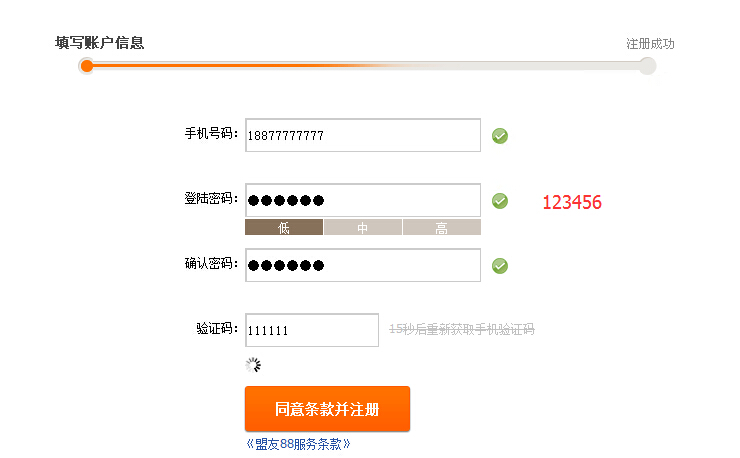 填写账户信息 注册成功
手机号码： 18877777777
登陆密码： ●●●●●● 123456
低 中 高
确认密码： ●●●●●●
验证码： 111111 15秒后重新获取手机验证码
同意条款并注册
《盟友88服务条款》